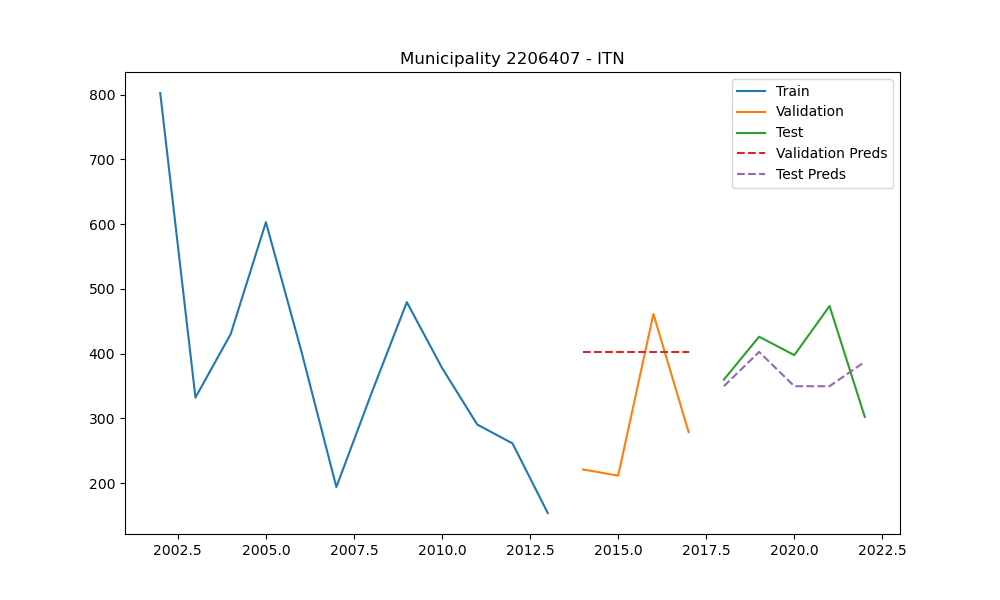 Municipality 2206407 - ITN
Train
Validation
Test
Validation Preds
Test Preds
800
700
600
500
400
300
200
2002.5 2005.0 2007.5 2010.0 2012.5 2015.0 2017.5 2020.0 2022.5